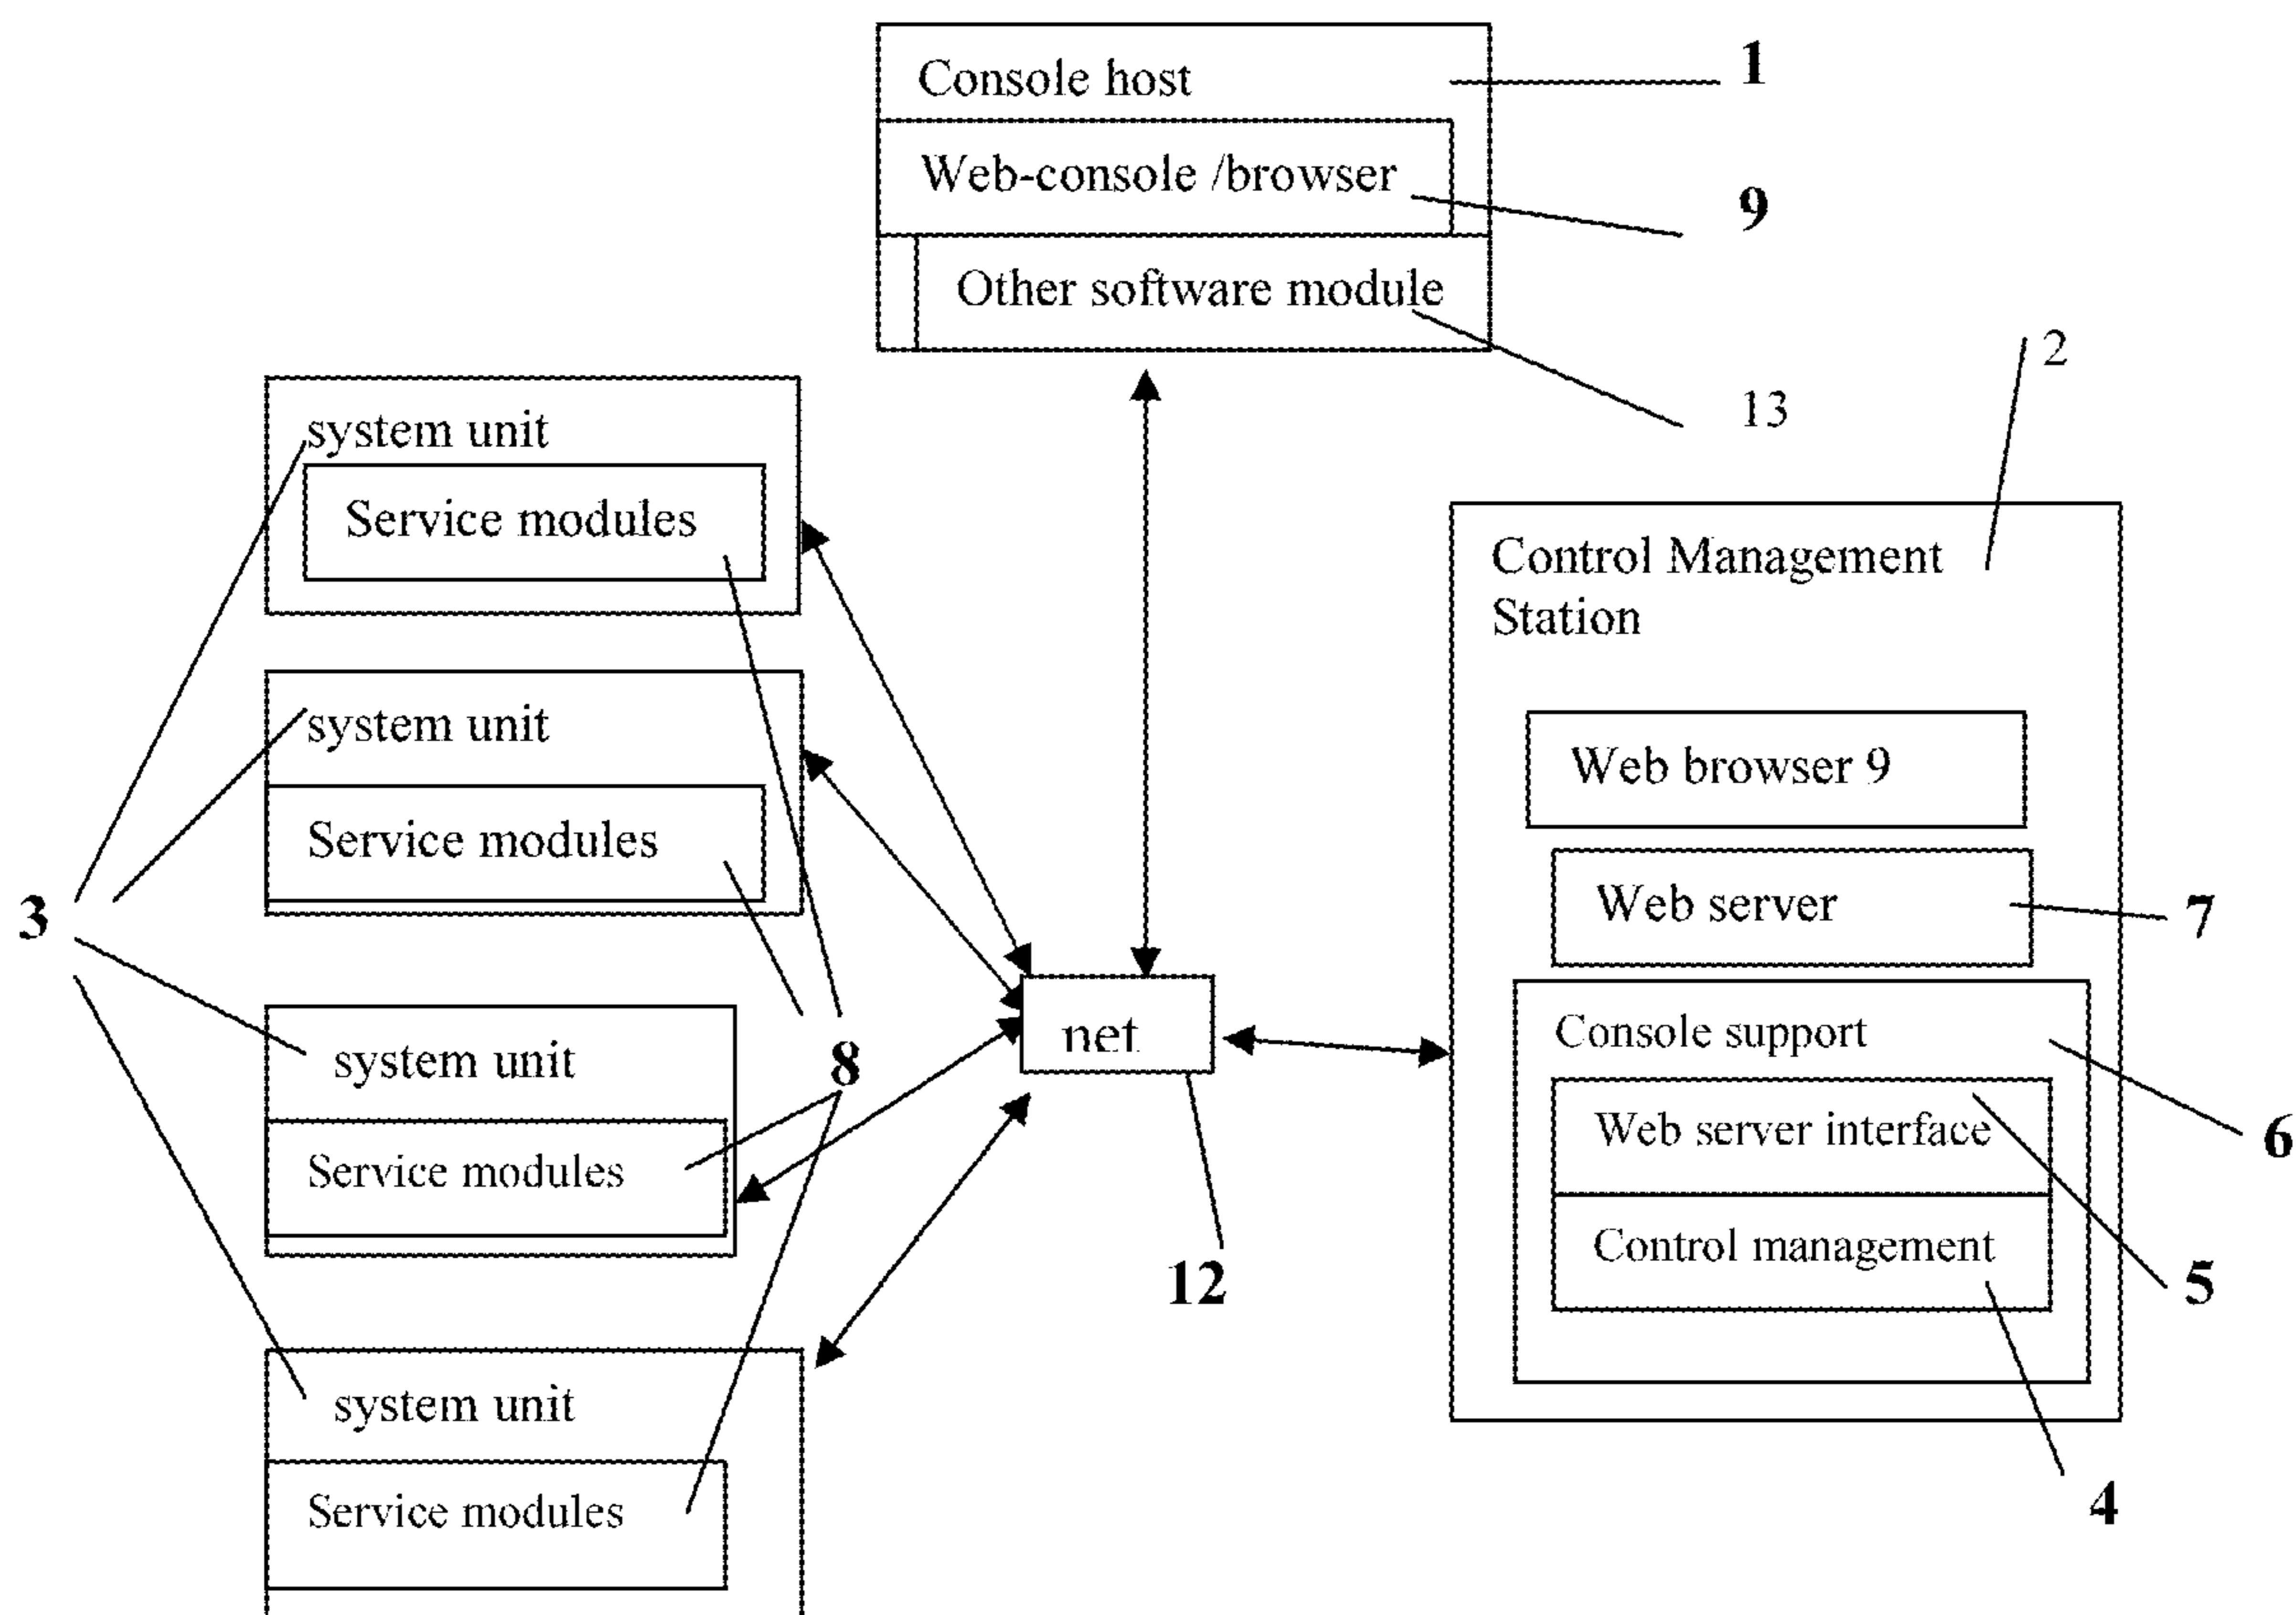 Console host
1
Web-console /browser
9
Other software module
13
2
system unit
Service modules
system unit
Service modules
3
system unit
Service modules
8
system unit
Service modules
net
12
Control Management
Station
Web browser 9
Web server
7
Console support
6
Web server interface
5
Control management
4